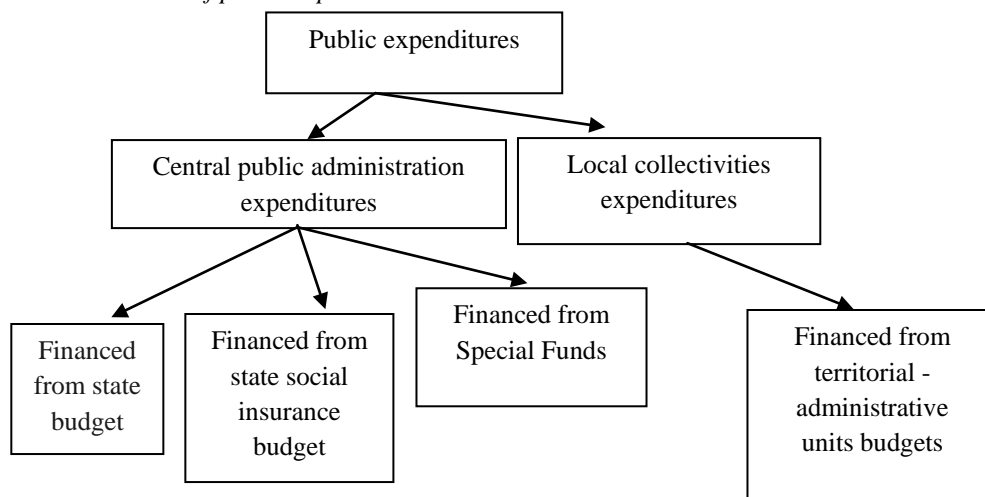 Public expenditures
Central public administration
expenditures
Local collectivities
expenditures
Financed
from state
budget
Financed from
state social
insurance
budget
Financed from
Special Funds
Financed from
territorial -
administrative
units budgets